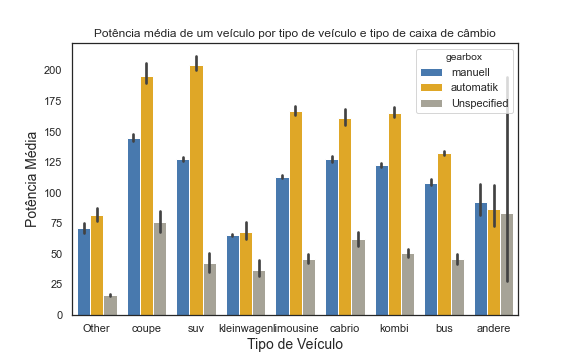 Potência média de um veículo por tipo de veículo e tipo de caixa de câmbio
gearbox
manuell
automatik
Unspecified
Potência Média
200
175
150
125
100
75
50
25
0
Other coupe suv kleinwagen limousine cabrio kombi bus andere
Tipo de Veículo